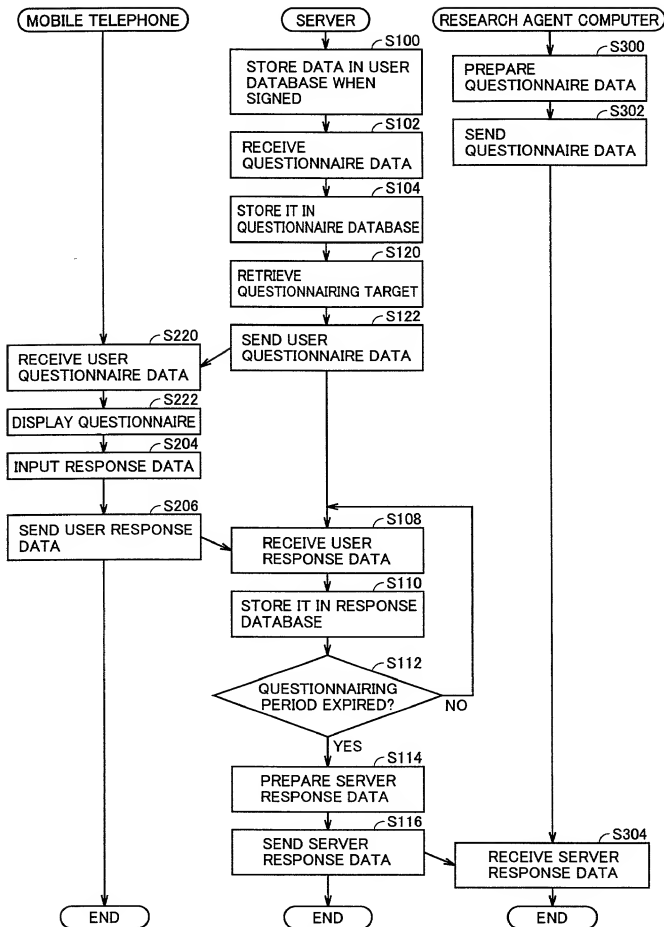 MOBILE TELEPHONE
SERVER
RESEARCH AGENT COMPUTER
S100
STORE DATA IN USER
DATABASE WHEN
SIGNED
S300
PREPARE
QUESTIONNAIRE DATA
S102
RECEIVE
QUESTIONNAIRE DATA
S302
SEND
QUESTIONNAIRE DATA
S104
STORE IT IN
QUESTIONNAIRE DATABASE
S120
RETRIEVE
QUESTIONNAIRING TARGET
S122
SEND USER
QUESTIONNAIRE DATA
S220
RECEIVE USER
QUESTIONNAIRE DATA
S222
DISPLAY QUESTIONNAIRE
S204
INPUT RESPONSE DATA
S206
SEND USER RESPONSE
DATA
S108
RECEIVE USER
RESPONSE DATA
S110
STORE IT IN RESPONSE
DATABASE
S112
QUESTIONNAIRING
PERIOD EXPIRED?
NO
YES
S114
PREPARE SERVER
RESPONSE DATA
S116
SEND SERVER
RESPONSE DATA
S304
RECEIVE SERVER
RESPONSE DATA
END
END
END